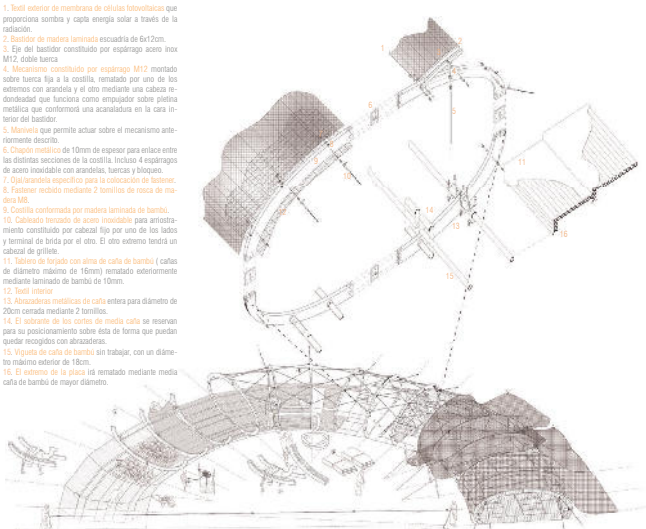 1. Textil exterior de membrana de células fotovoltaicas que
proporciona sombra y capta energía solar a través de la
radiación.
2. Bastidor de madera laminada escuadría de 6x12cm.
3. Eje del bastidor constituido por espárrago acero inox
M12, doble tuerca
4. Mecanismo constituido por espárrago M12 montado
sobre tuerca fija a la costilla, rematado por uno de los
extremos con arandela y el otro mediante una cabeza re-
dondeadad que funciona como empujador sobre pletina
metálica que conformorá una acanaladura en la cara in-
terior del bastidor.
5. Manivela que permite actuar sobre el mecanismo ante-
riormente descrito.
6. Chapón metálico de 10mm de espesor para enlace entre
las distintas secciones de la costilla. Incluso 4 espárragos
de acero inoxidable con arandelas, tuercas y bloqueo.
7. Ojal/arandela específico para la colocación de fastener.
8. Fastener recibido mediante 2 tornillos de rosca de ma-
dera M8.
9. Costilla conformada por madera laminada de bambú.
10. Cableado trenzado de acero inoxidable para arriostra-
miento constituido por cabezal fijo por uno de los lados
y terminal de brida por el otro. El otro extremo tendrá un
cabezal de grillete.
11. Tablero de forjado con alma de caña de bambú ( cañas
de diámetro máximo de 16mm) rematado exteriormente
mediante laminado de bambú de 10mm.
12. Textil interior
13. Abrazaderas metálicas de caña entera para diámetro de
20cm cerrada mediante 2 tornillos.
14. El sobrante de los cortes de media caña se reservan
para su posicionamiento sobre ésta de forma que puedan
quedar recogidos con abrazaderas.
15. Vigueta de caña de bambú sin trabajar, con un diáme-
tro máximo exterior de 18cm.
16. El extremo de la placa irá rematado mediante media
caña de bambú de mayor diámetro.
1
2
4
6
5
9
10
11
12
14
13
15
16